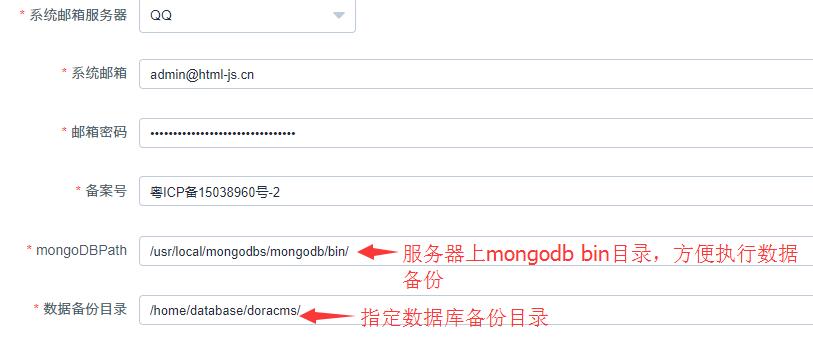 * 系统邮箱服务器 QQ
* 系统邮箱 admin@html-js.cn
* 邮箱密码 ••••••••••••••••••••••••••••••••
* 备案号 粤ICP备15038960号-2
* mongoDBPath /usr/local/mongodbs/mongodb/bin/ 服务器上mongodb bin目录，方便执行数据
备份
* 数据备份目录 /home/database/doracms/ 指定数据库备份目录